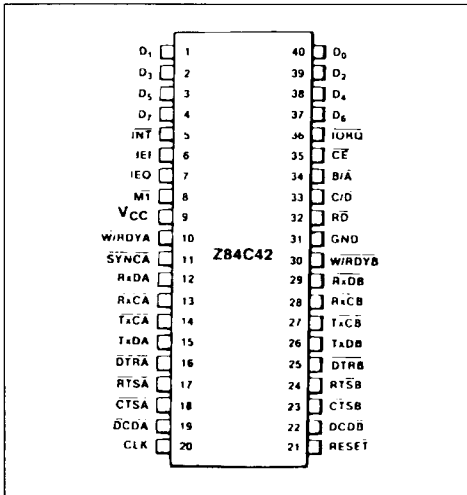 D₁ 1 40 D₀
D₃ 2 39 D₂
D₅ 3 38 D₄
D₇ 4 37 D₆
INT 5 36 IORQ
IEI 6 35 CE
IEO 7 34 B/A
M1 8 33 C/D
VCC 9 32 RD
W/RDYA 10 31 GND
Z84C42
SYNCA 11 30 W/RDYB
RxDA 12 29 RxDB
RxCA 13 28 RxCB
TxCA 14 27 TxCB
TxDA 15 26 TxDB
DTRA 16 25 DTRB
RTSA 17 24 RTSB
CTSA 18 23 CTSB
DCDA 19 22 DCDB
CLK 20 21 RESET